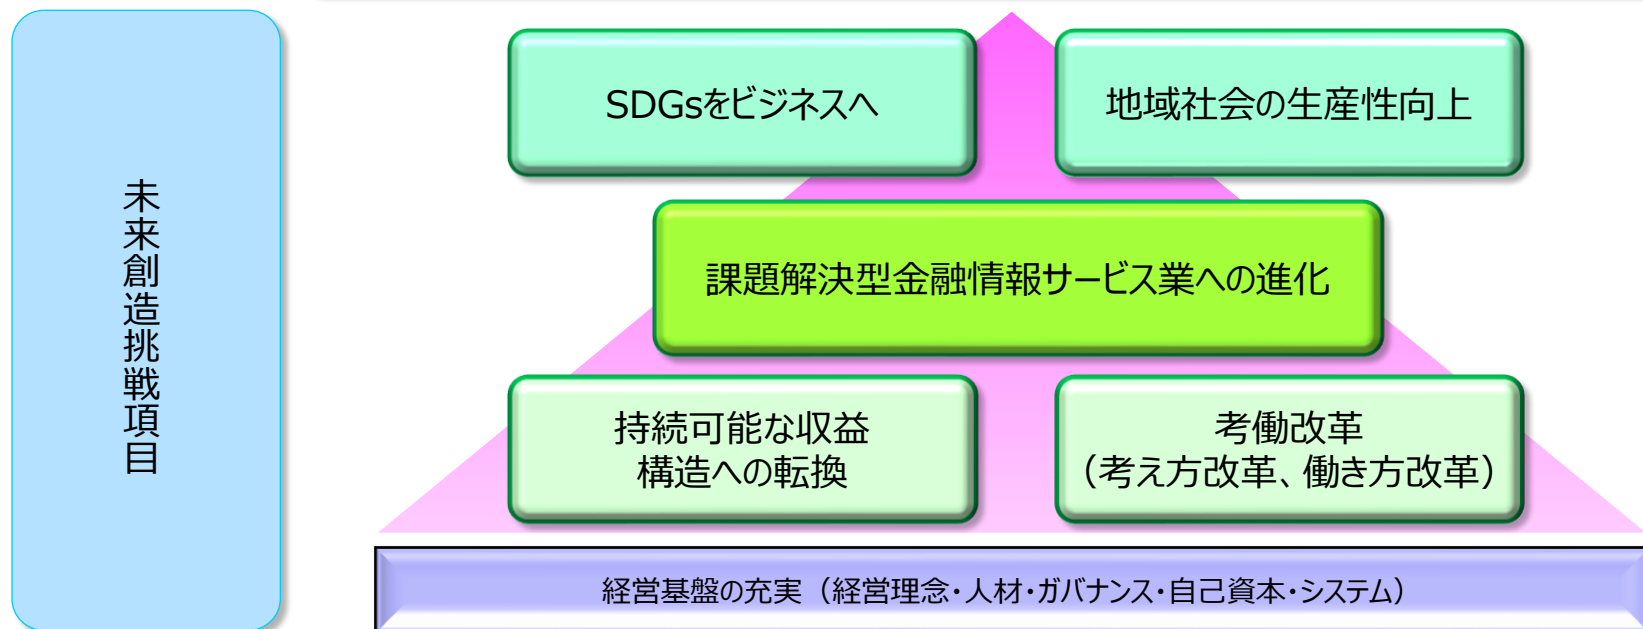 未来創造挑戦項目
SDGsをビジネスへ
地域社会の生産性向上
課題解決型金融情報サービス業への進化
持続可能な収益
構造への転換
考働改革
（考え方改革、働き方改革）
経営基盤の充実（経営理念・人材・ガバナンス・自己資本・システム）